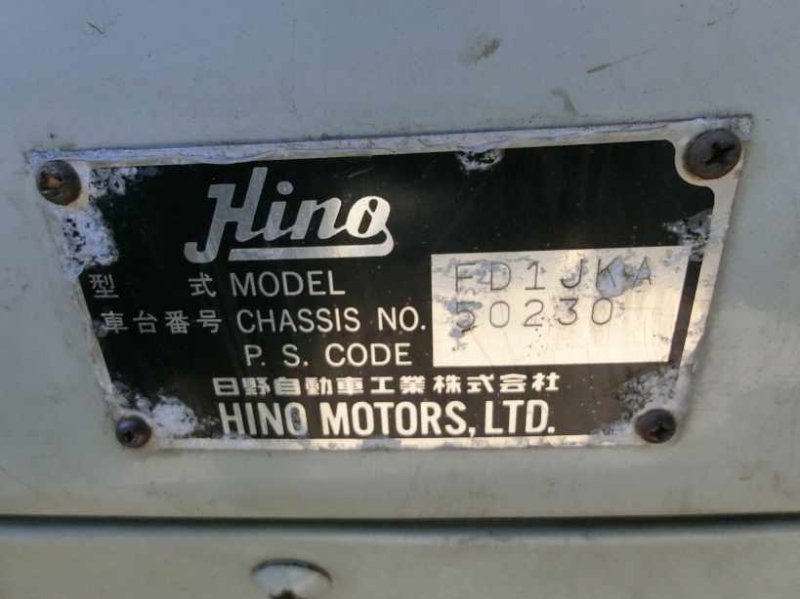 Hino
型 式 MODEL FD1JKA
車台番号 CHASSIS NO. 50230
P. S. CODE
日野自動車工業株式会社
HINO MOTORS, LTD.